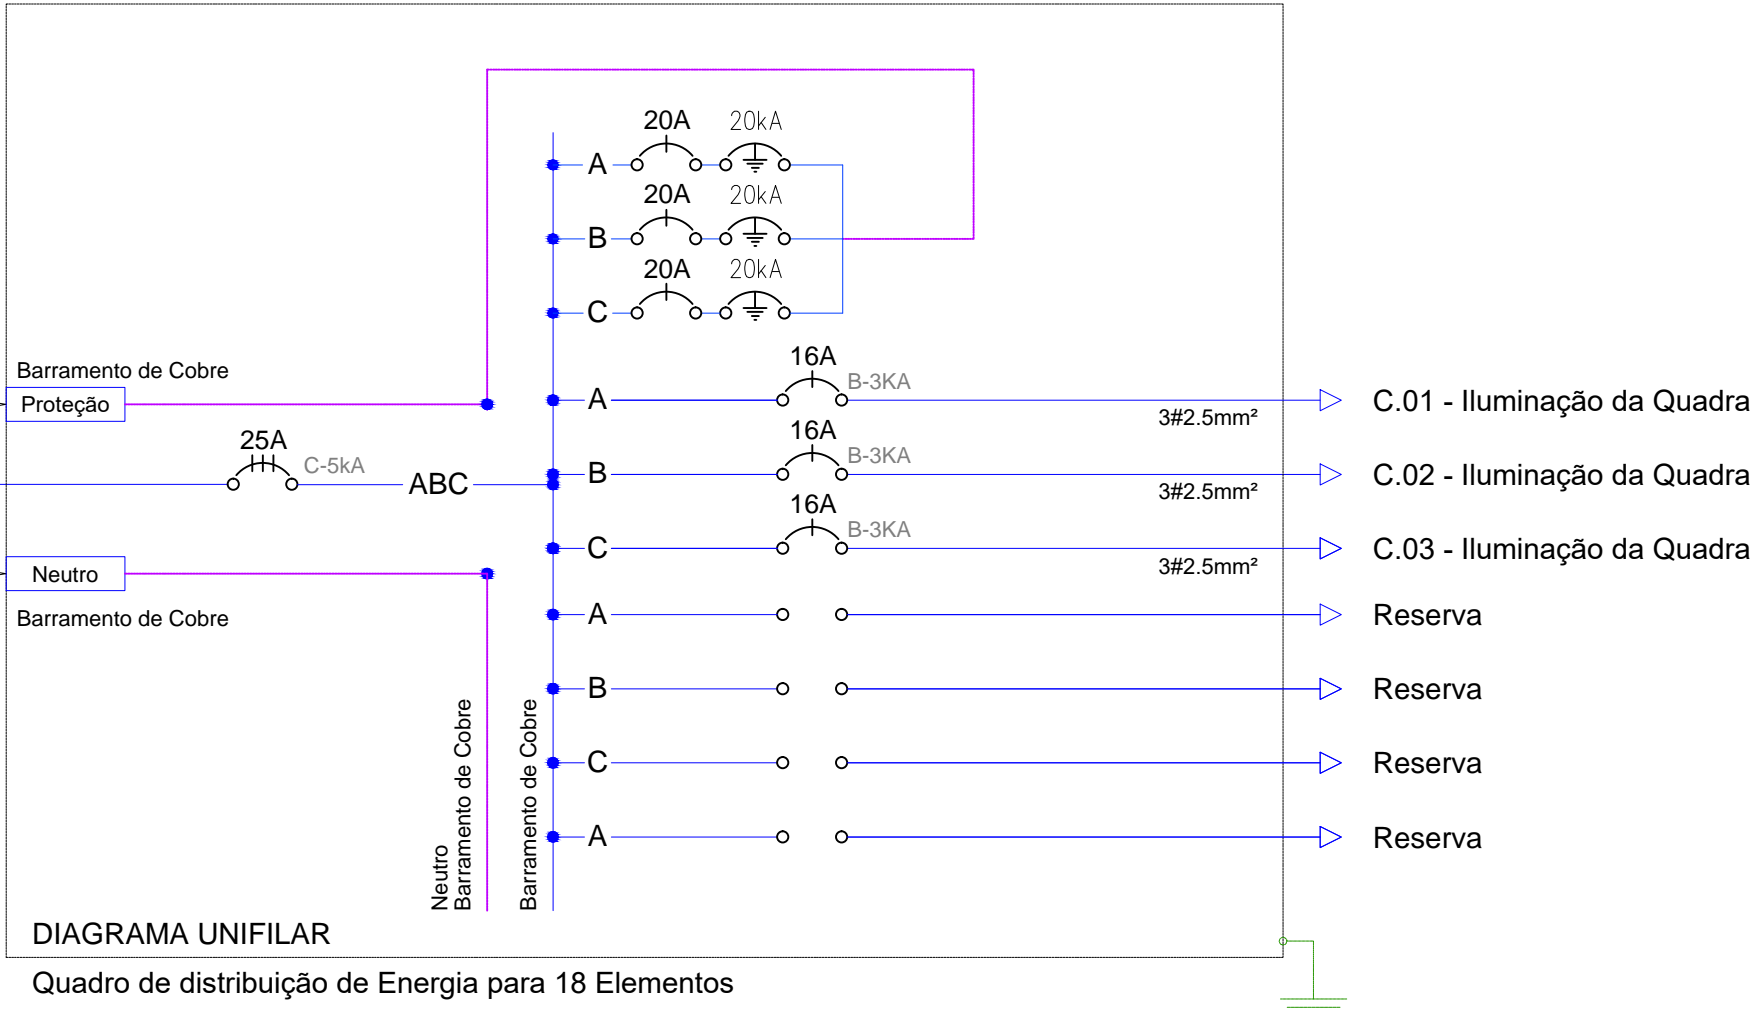 20A 20kA
A
20A 20kA
B
20A 20kA
C
Barramento de Cobre
Proteção
16A
A B-3KA
3#2.5mm²
C.01 - Iluminação da Quadra
25A
C-5kA
ABC
16A
B B-3KA
3#2.5mm²
C.02 - Iluminação da Quadra
16A
C B-3KA
3#2.5mm²
C.03 - Iluminação da Quadra
Neutro
Barramento de Cobre
A Reserva
B Reserva
C Reserva
A Reserva
Neutro
Barramento de Cobre
Barramento de Cobre
DIAGRAMA UNIFILAR
Quadro de distribuição de Energia para 18 Elementos